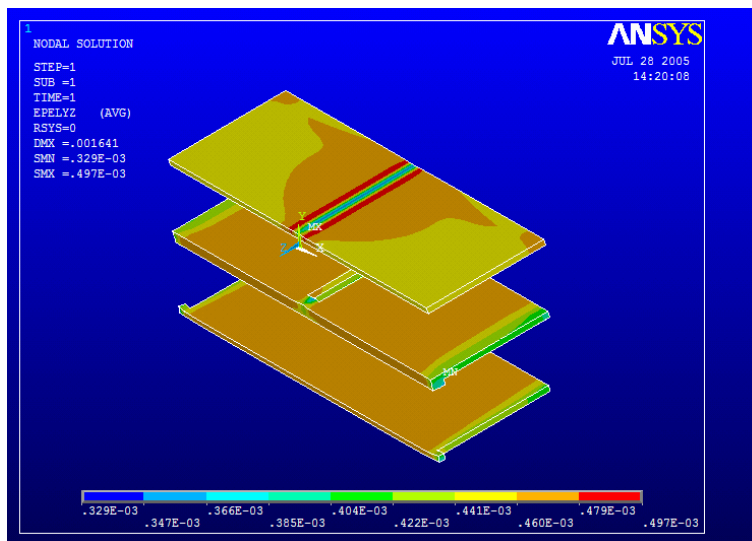 1
NODAL SOLUTION
STEP=1
SUB =1
TIME=1
EPELYZ (AVG)
RSYS=0
DMX =.001641
SMN =.329E-03
SMX =.497E-03
ANSYS
JUL 28 2005
14:20:08
Y
MX
Z X
MN
.329E-03 .366E-03 .404E-03 .441E-03 .479E-03
.347E-03 .385E-03 .422E-03 .460E-03 .497E-03